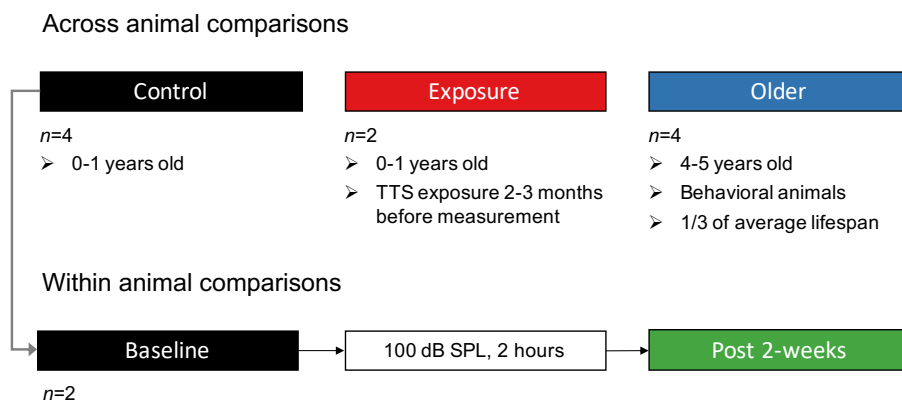 Across animal comparisons
Control
n=4
➢ 0-1 years old
Exposure
n=2
➢ 0-1 years old
➢ TTS exposure 2-3 months
before measurement
Older
n=4
➢ 4-5 years old
➢ Behavioral animals
➢ 1/3 of average lifespan
Within animal comparisons
Baseline
n=2
100 dB SPL, 2 hours
Post 2-weeks